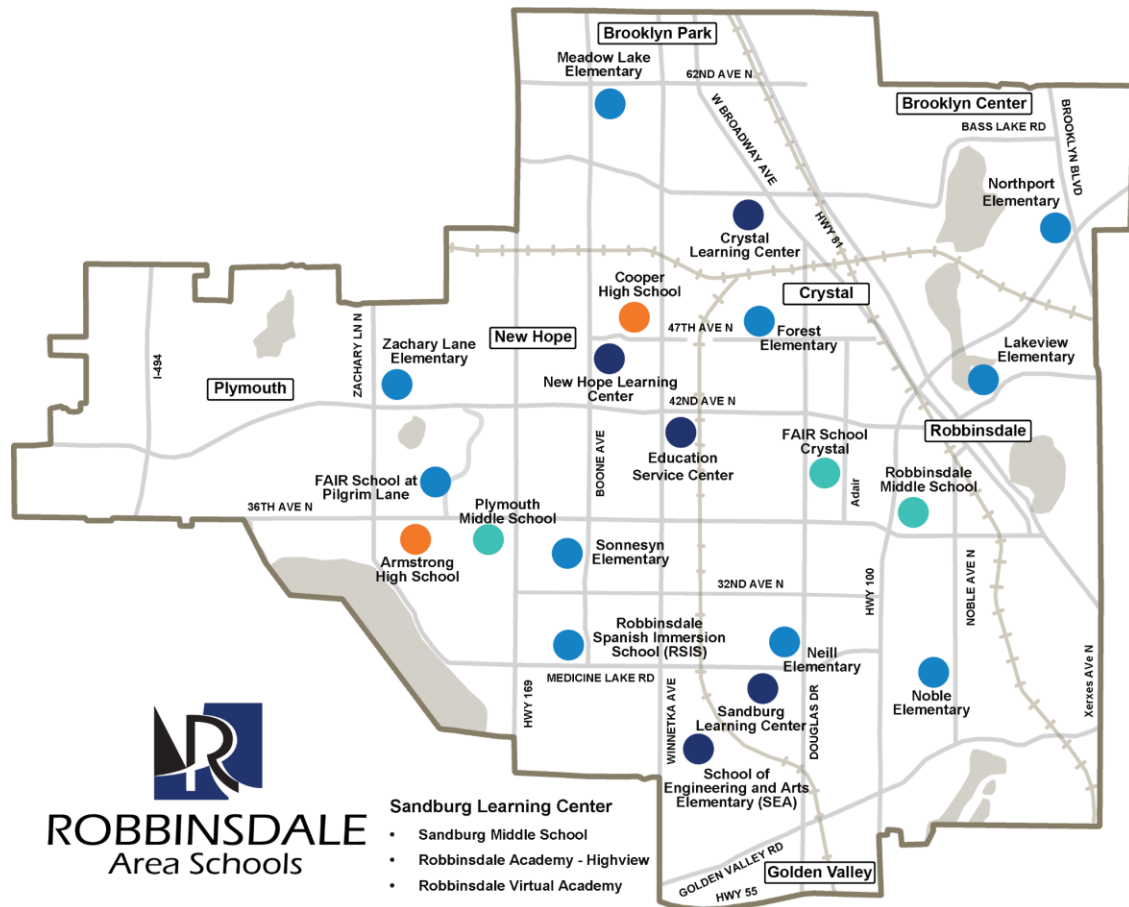 Brooklyn Park
Meadow Lake
Elementary
62ND AVE N
W BROADWAY AVE
Brooklyn Center
BASS LAKE RD
BROOKLYN BLVD
Northport
Elementary
Crystal
Learning Center
HWY 81
Cooper
High School
Crystal
47TH AVE N
Forest
Elementary
New Hope
Zachary Lane
Elementary
ZACHARY LN N
I-494
Plymouth
New Hope Learning
Center
Lakeview
Elementary
42ND AVE N
Robbinsdale
Education
Service Center
BOONE AVE
FAIR School
Crystal
Adair
Robbinsdale
Middle School
FAIR School at
Pilgrim Lane
36TH AVE N
Plymouth
Middle School
Armstrong
High School
Sonnesyn
Elementary
32ND AVE N
HWY 100
NOBLE AVE N
Robbinsdale
Spanish Immersion
School (RSIS)
Neill
Elementary
MEDICINE LAKE RD
HWY 169
WINNETKA AVE
Sandburg
Learning Center
DOUGLAS DR
Noble
Elementary
Xerxes AVe N
School of
Engineering and Arts
Elementary (SEA)
GOLDEN VALLEY RD
Golden Valley
HWY 55
R
ROBBINSDALE
Area Schools
Sandburg Learning Center
• Sandburg Middle School
• Robbinsdale Academy - Highview
• Robbinsdale Virtual Academy